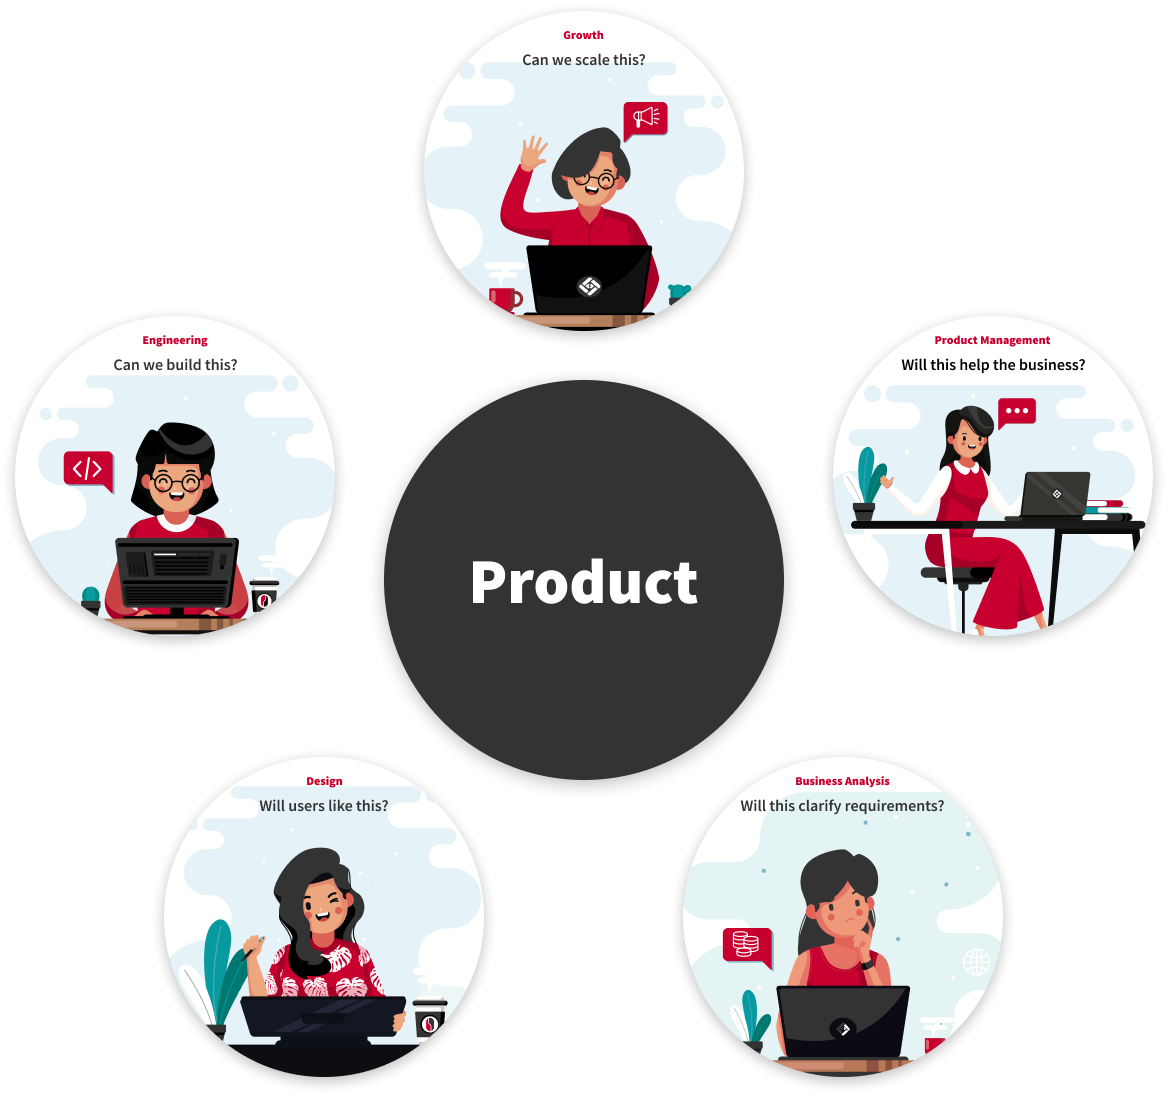 Growth
Can we scale this?
Engineering
Can we build this?
Product Management
Will this help the business?
</>
Product
Design
Will users like this?
Business Analysis
Will this clarify requirements?